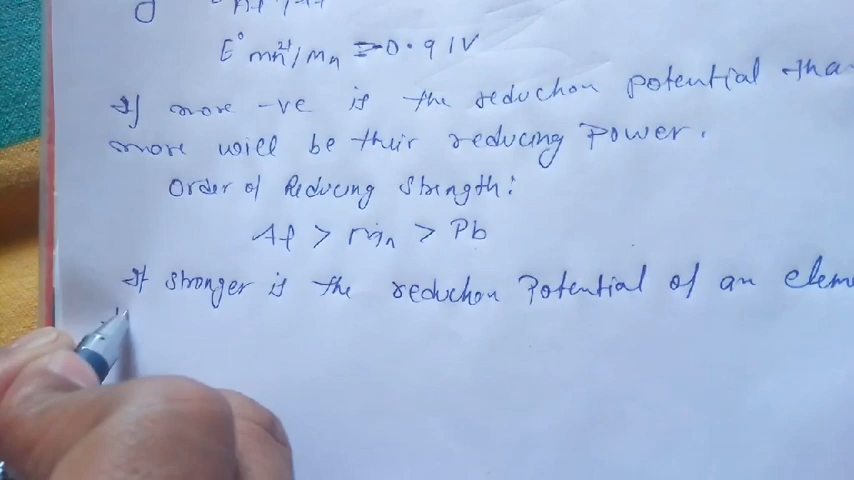 E° Mn²⁺/Mn = -0.91V
If more -ve is the reduction potential tha
more will be their reducing Power.
Order of Reducing Strength:
Al > Mn > Pb
If stronger is the reduction Potential of an elem